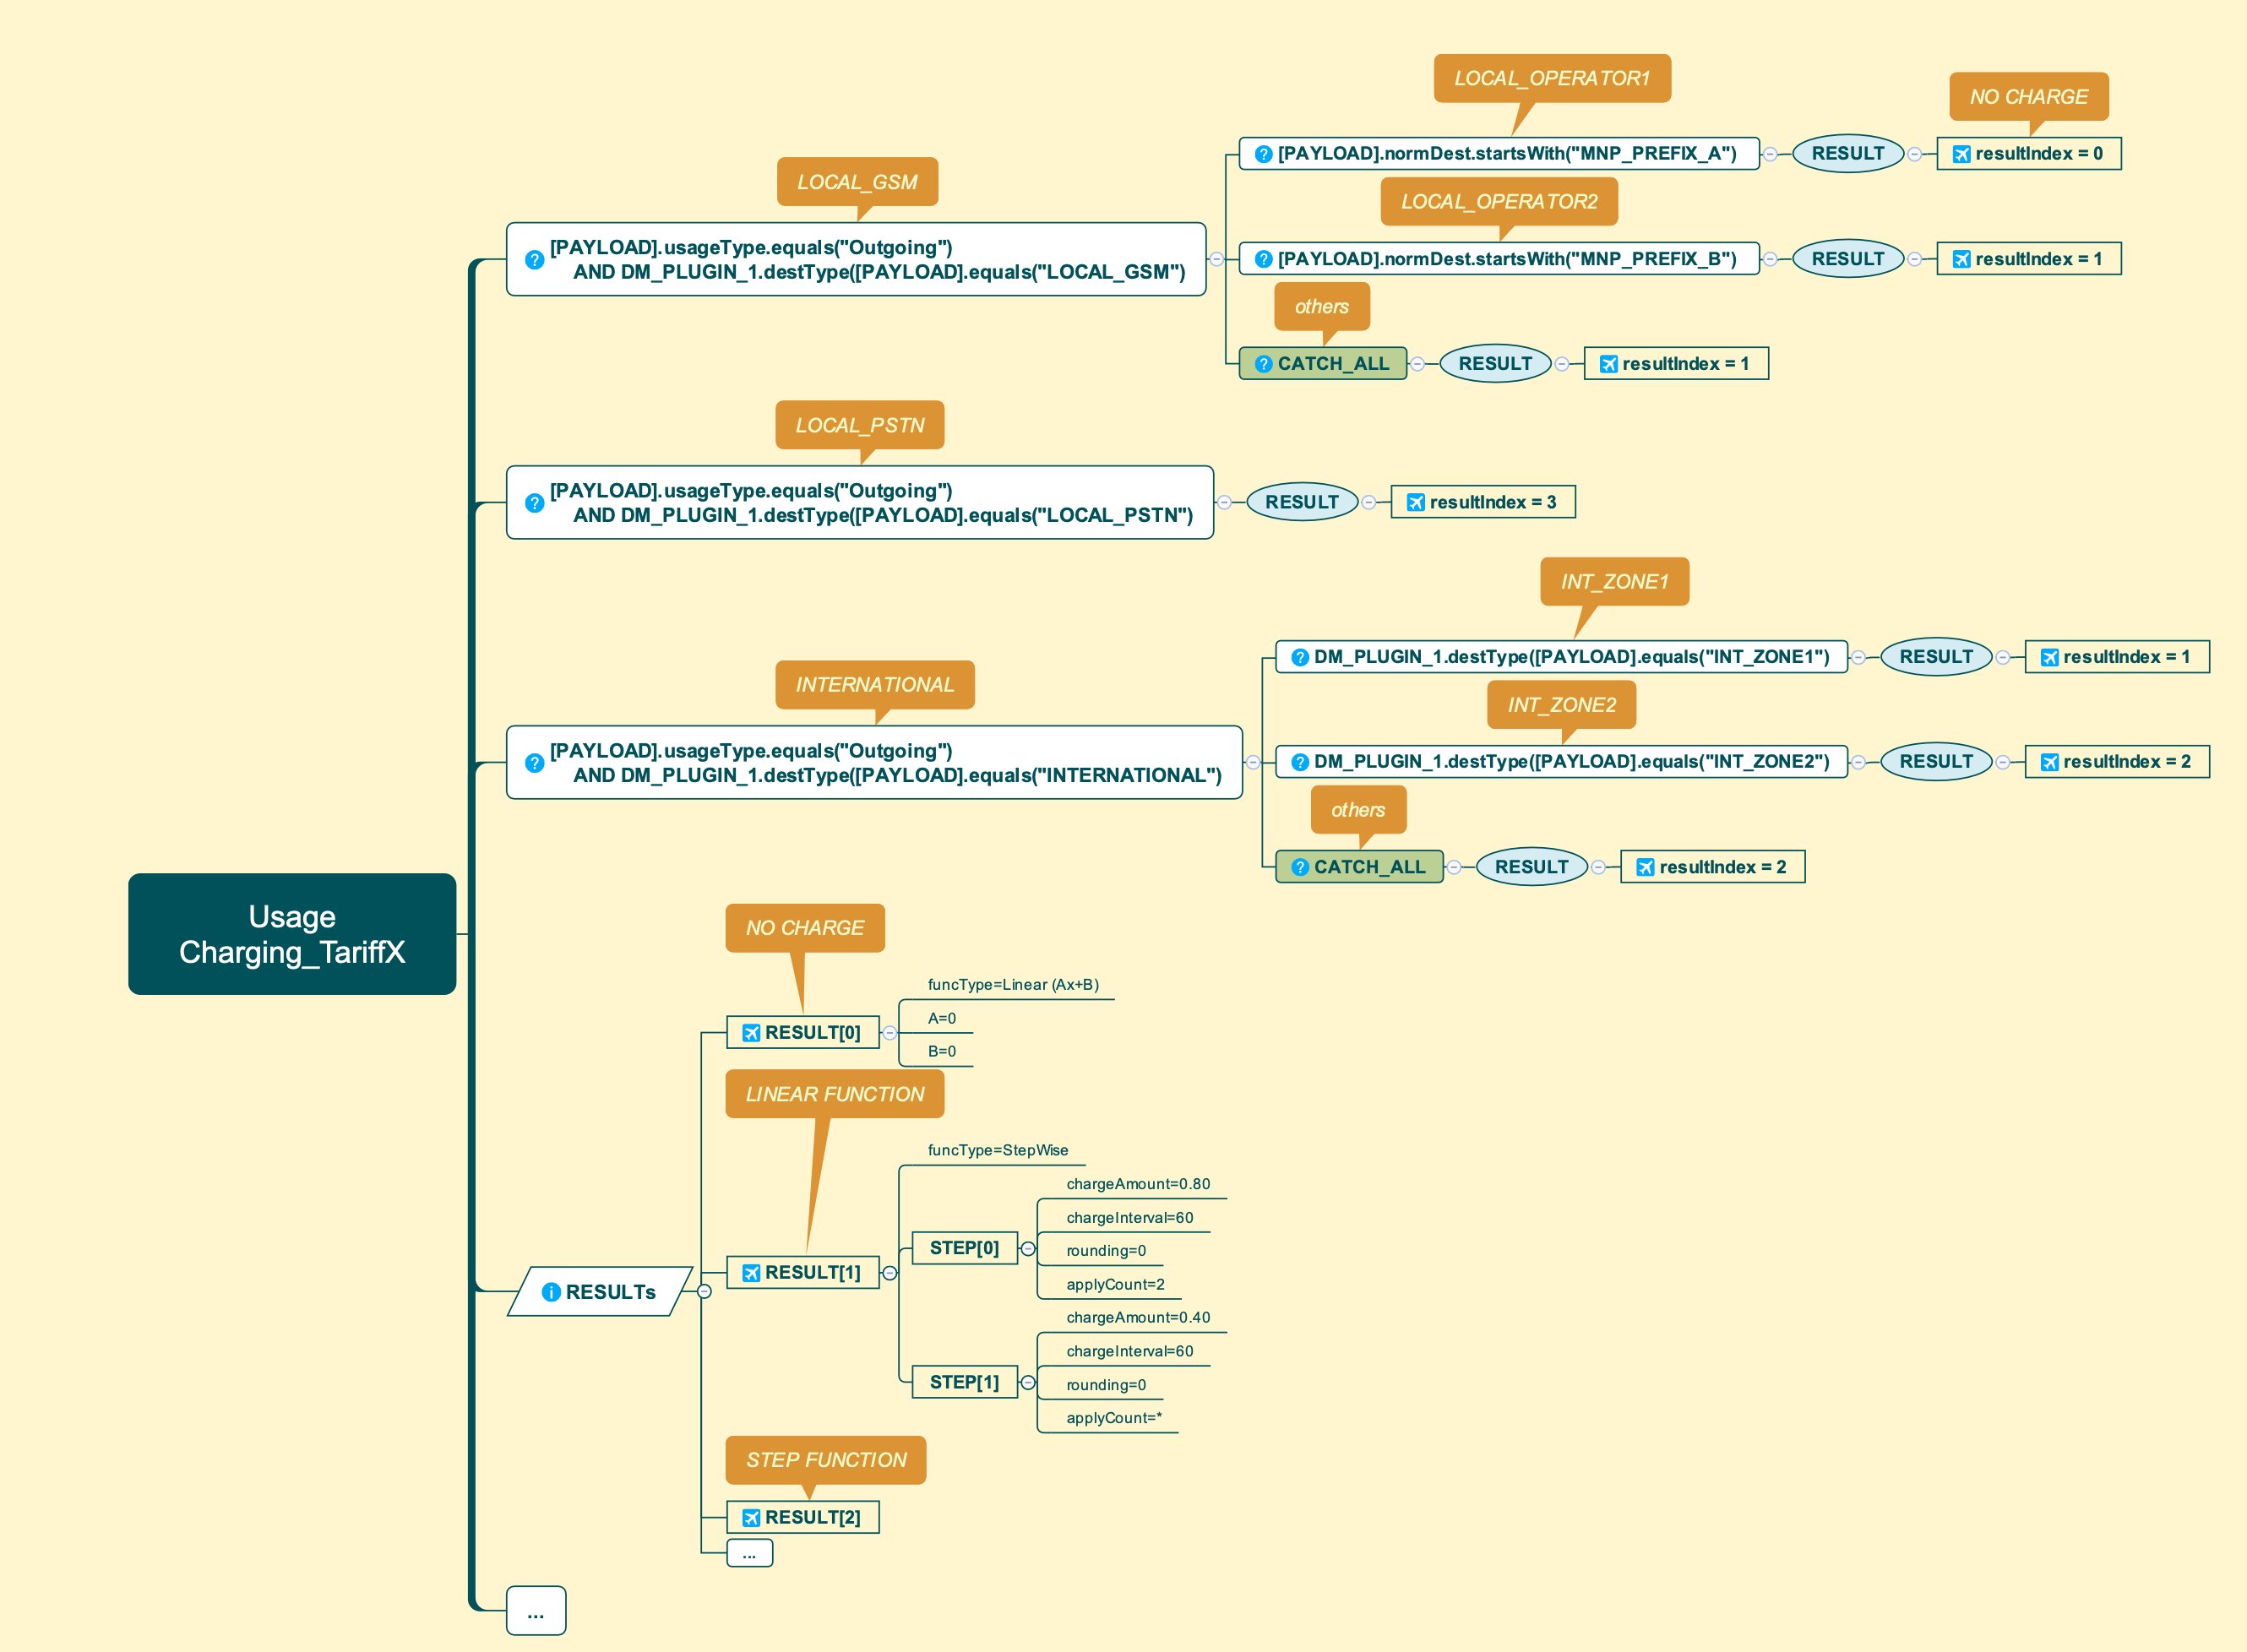 LOCAL_OPERATOR1
NO CHARGE
[PAYLOAD].normDest.startsWith("MNP_PREFIX_A")
RESULT
resultIndex = 0
LOCAL_GSM
LOCAL_OPERATOR2
[PAYLOAD].usageType.equals("Outgoing")
AND DM_PLUGIN_1.destType([PAYLOAD].equals("LOCAL_GSM")
[PAYLOAD].normDest.startsWith("MNP_PREFIX_B")
RESULT
resultIndex = 1
others
CATCH_ALL
RESULT
resultIndex = 1
LOCAL_PSTN
[PAYLOAD].usageType.equals("Outgoing")
AND DM_PLUGIN_1.destType([PAYLOAD].equals("LOCAL_PSTN")
RESULT
resultIndex = 3
INT_ZONE1
DM_PLUGIN_1.destType([PAYLOAD].equals("INT_ZONE1")
RESULT
resultIndex = 1
INTERNATIONAL
INT_ZONE2
[PAYLOAD].usageType.equals("Outgoing")
AND DM_PLUGIN_1.destType([PAYLOAD].equals("INTERNATIONAL")
DM_PLUGIN_1.destType([PAYLOAD].equals("INT_ZONE2")
RESULT
resultIndex = 2
others
CATCH_ALL
RESULT
resultIndex = 2
Usage
Charging_TariffX
NO CHARGE
funcType=Linear (Ax+B)
RESULT[0]
A=0
B=0
LINEAR FUNCTION
funcType=StepWise
RESULT[1]
STEP[0]
chargeAmount=0.80
chargeInterval=60
rounding=0
applyCount=2
RESULTs
STEP[1]
chargeAmount=0.40
chargeInterval=60
rounding=0
applyCount=*
STEP FUNCTION
RESULT[2]
...
...